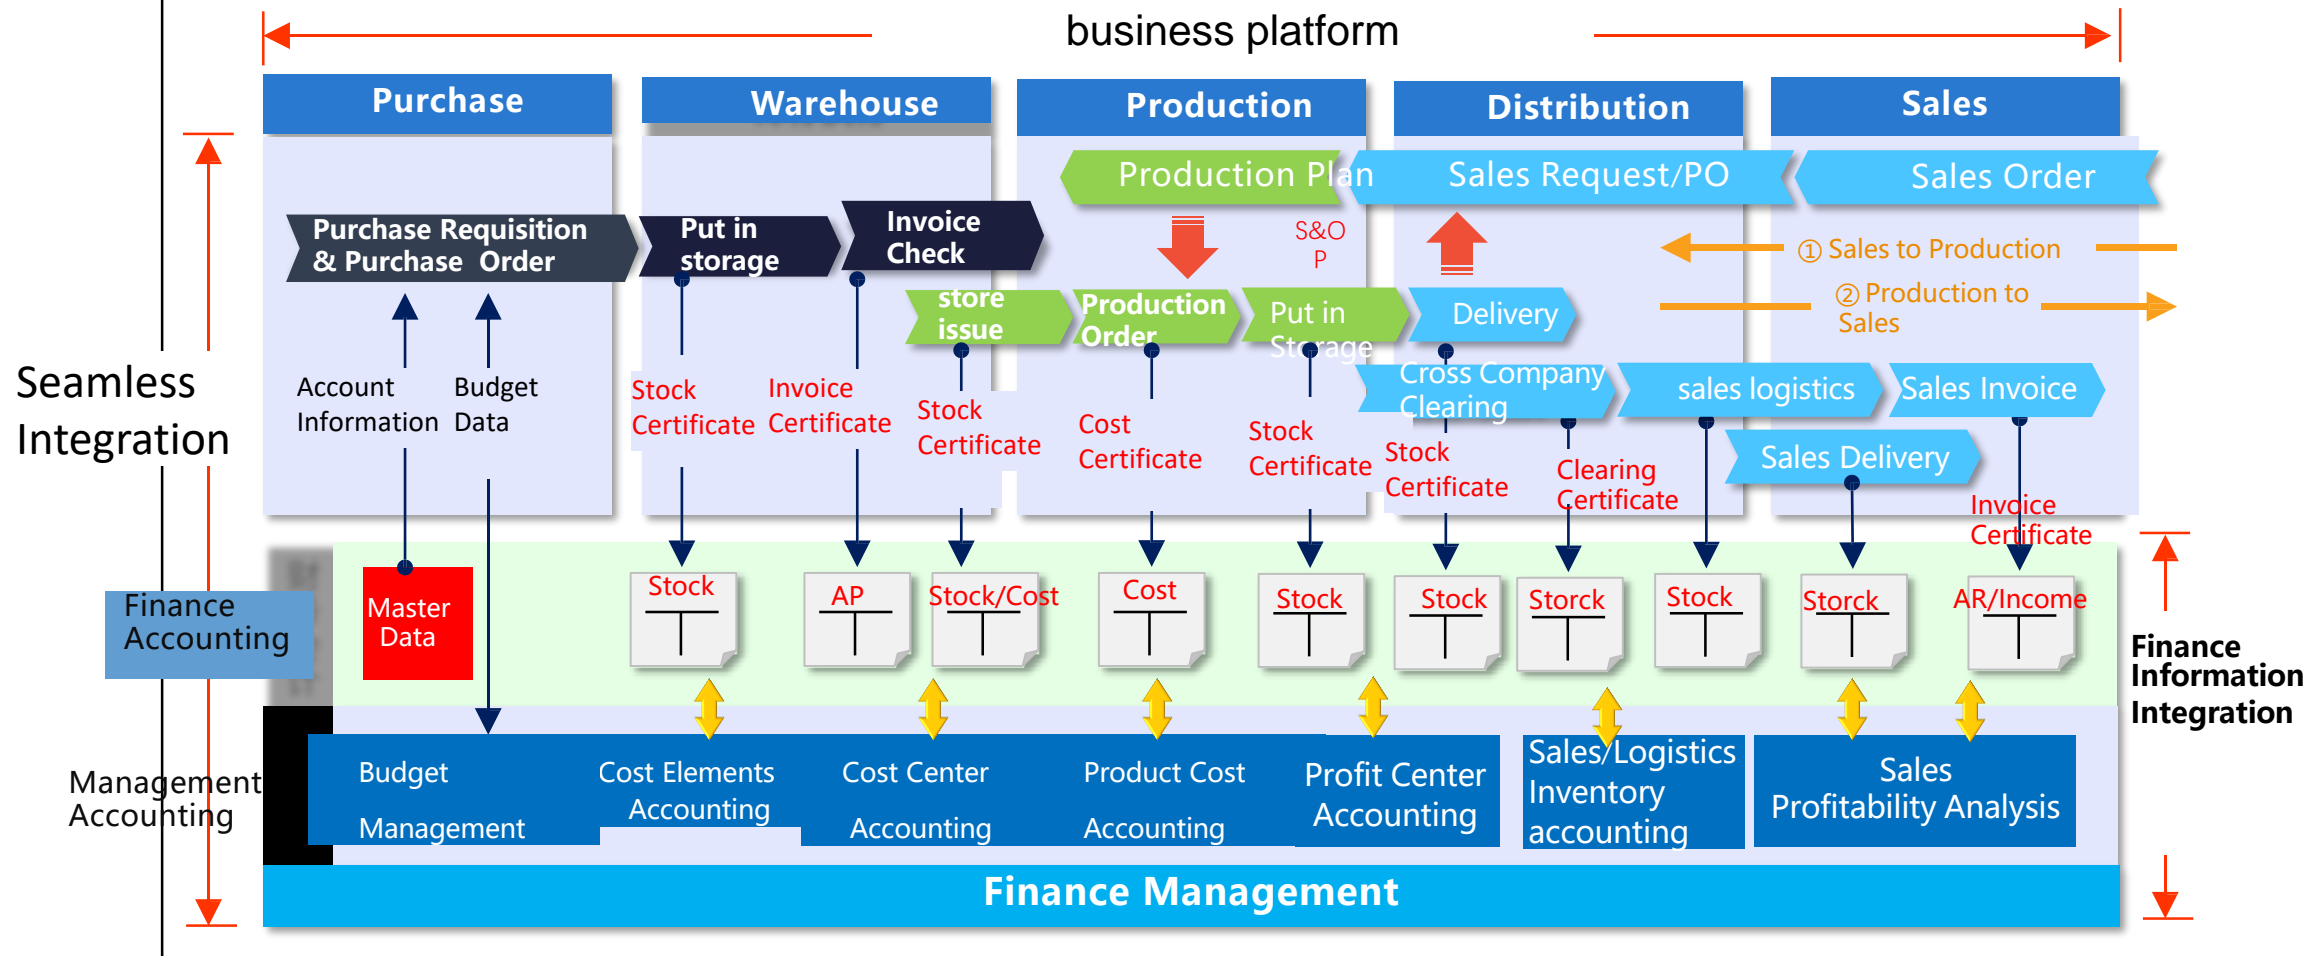 business platform
Purchase
Warehouse
Production
Distribution
Sales
Production Plan
Sales Request/PO
Sales Order
Purchase Requisition
& Purchase Order
Put in
storage
Invoice
Check
S&O
P
① Sales to Production
② Production to
Sales
store
issue
Production
Order
Put in
Storage
Delivery
Seamless
Integration
Account
Information
Budget
Data
Stock
Certificate
Invoice
Certificate
Stock
Certificate
Cost
Certificate
Stock
Certificate
Cross Company
Clearing
sales logistics
Sales Invoice
Stock
Certificate
Clearing
Certificate
Sales Delivery
Invoice
Certificate
Finance
Accounting
Master
Data
Stock
AP
Stock/Cost
Cost
Stock
Stock
Storck
Stock
Storck
AR/Income
Finance
Information
Integration
Management
Accounting
Budget
Management
Cost Elements
Accounting
Cost Center
Accounting
Product Cost
Accounting
Profit Center
Accounting
Sales/Logistics
Inventory
accounting
Sales
Profitability Analysis
Finance Management